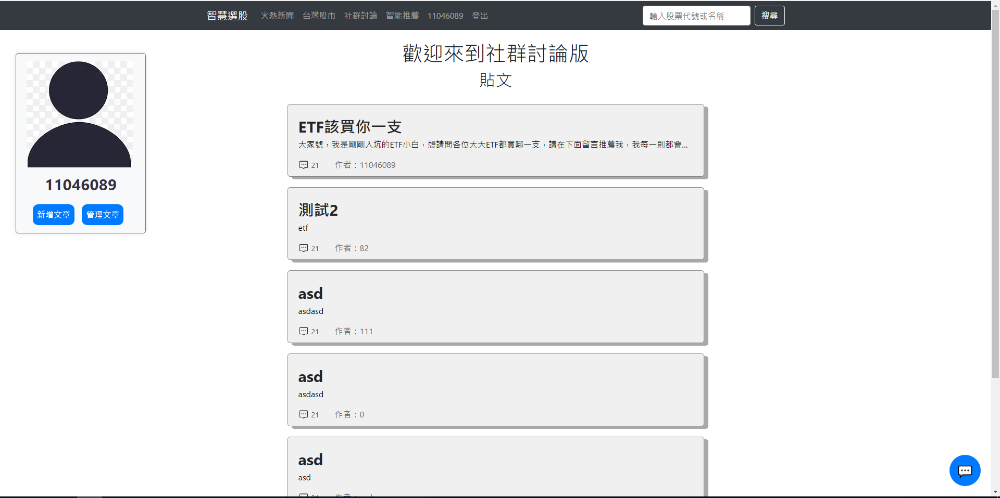 智慧選股 火熱新聞 台灣股市 社群討論 智能推薦 11046089 登出 輸入股票代號或名稱 搜尋
歡迎來到社群討論版
貼文
11046089
新增文章 管理文章
ETF該買你一支
大家號，我是剛剛入坑的ETF小白，想請問各位大大ETF都買哪一支，請在下面留言推薦我，我每一則都會...
21 作者：11046089
測試2
etf
21 作者：82
asd
asdasd
21 作者：111
asd
asdasd
21 作者：0
asd
asd